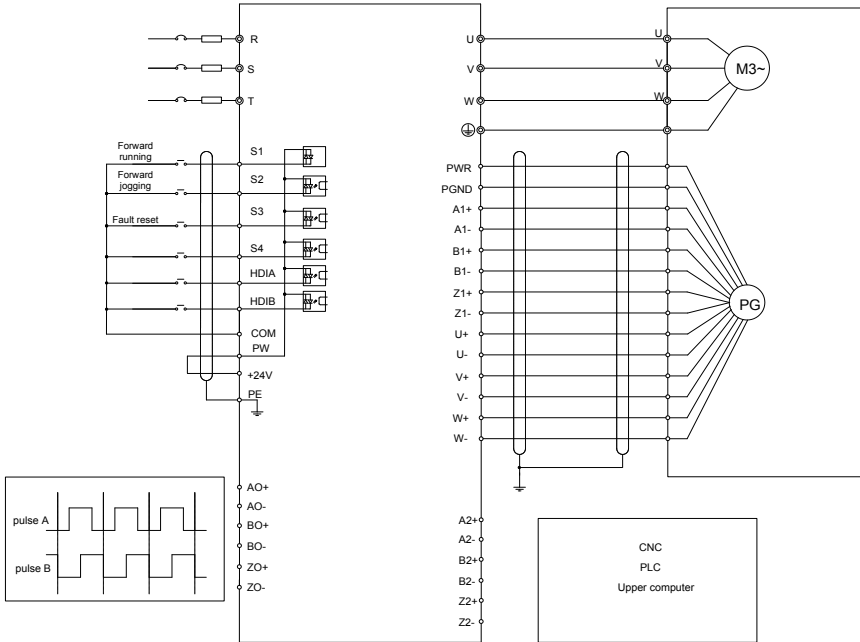 R
S
T
U
V
W
U
V
W
M3~
Forward
running
Forward
jogging
Fault reset
S1
S2
S3
S4
HDIA
HDIB
COM
PW
+24V
PE
PWR
PGND
A1+
A1-
B1+
B1-
Z1+
Z1-
U+
U-
V+
V-
W+
W-
PG
pulse A
pulse B
AO+
AO-
BO+
BO-
ZO+
ZO-
A2+
A2-
B2+
B2-
Z2+
Z2-
CNC
PLC
Upper computer